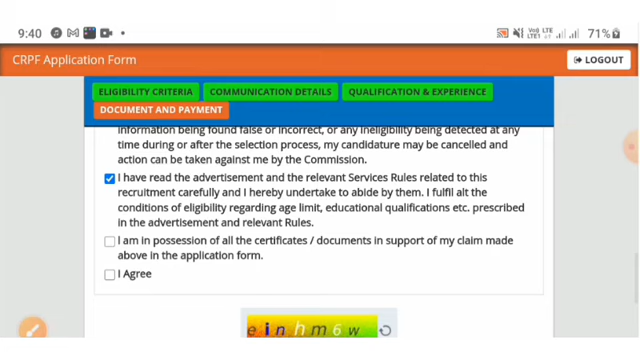 9:40
Vo) LTE
LTE1
71%
CRPF Application Form
LOGOUT
ELIGIBILITY CRITERIA
COMMUNICATION DETAILS
QUALIFICATION & EXPERIENCE
DOCUMENT AND PAYMENT
information being found false or incorrect, or any ineligibility being detected at any
time during or after the selection process, my candidature may be cancelled and
action can be taken against me by the Commission.
I have read the advertisement and the relevant Services Rules related to this
recruitment carefully and I hereby undertake to abide by them. I fulfil alt the
conditions of eligibility regarding age limit, educational qualifications etc. prescribed
in the advertisement and relevant Rules.
I am in possession of all the certificates / documents in support of my claim made
above in the application form.
I Agree
e i n h m 6 w